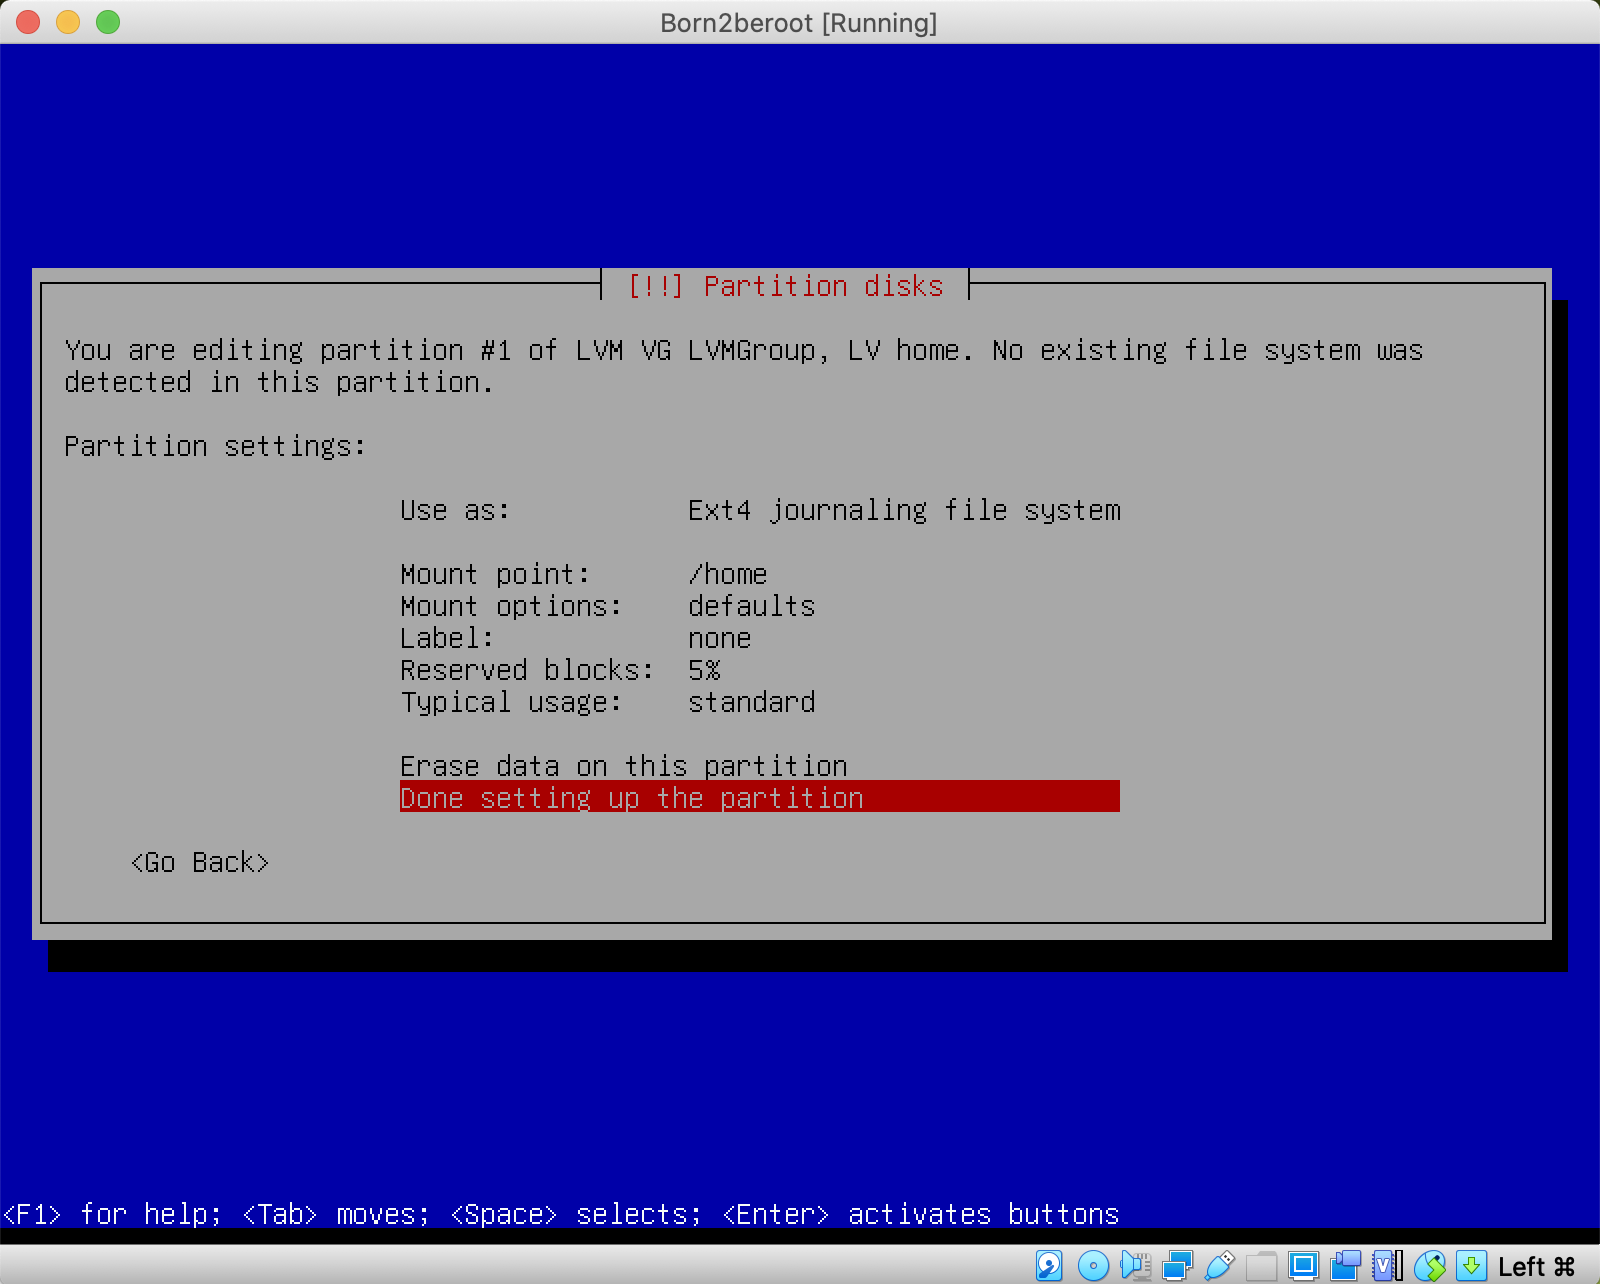 Born2beroot [Running]
[!!] Partition disks
You are editing partition #1 of LVM VG LVMGroup, LV home. No existing file system was
detected in this partition.
Partition settings:
Use as: Ext4 journaling file system
Mount point: /home
Mount options: defaults
Label: none
Reserved blocks: 5%
Typical usage: standard
Erase data on this partition
Done setting up the partition
<Go Back>
<F1> for help; <Tab> moves; <Space> selects; <Enter> activates buttons
Left ⌘